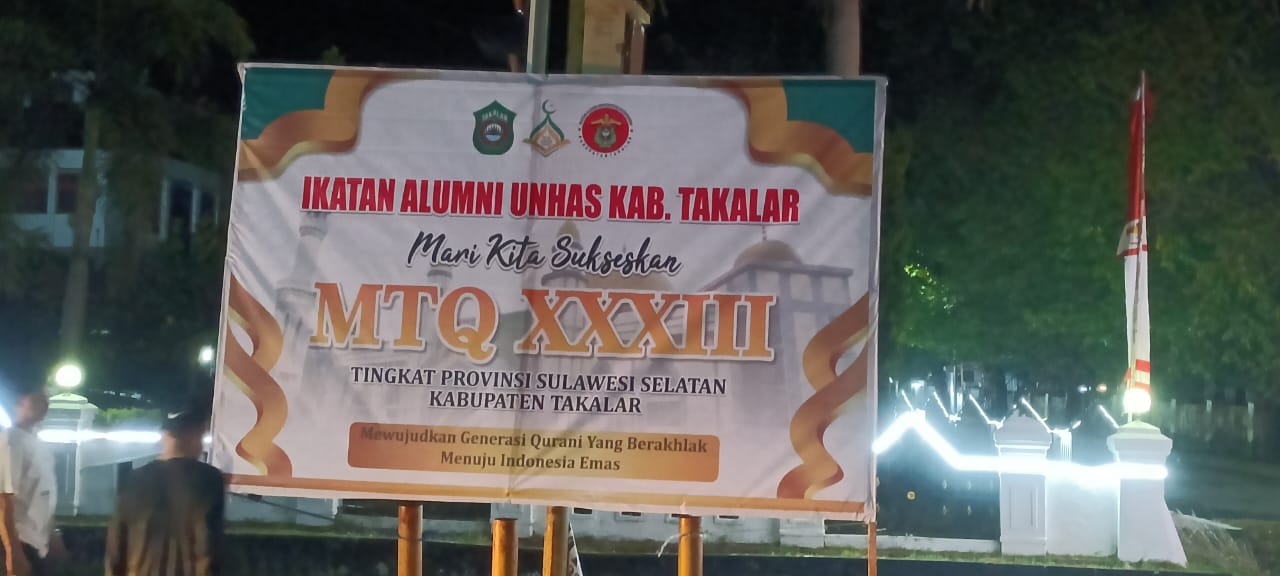 TAKALAR
IKATAN ALUMNI UNHAS KAB. TAKALAR
Mari Kita Sukseskan
MTQ XXXIII
TINGKAT PROVINSI SULAWESI SELATAN
KABUPATEN TAKALAR
Mewujudkan Generasi Qurani Yang Berakhlak
Menuju Indonesia Emas